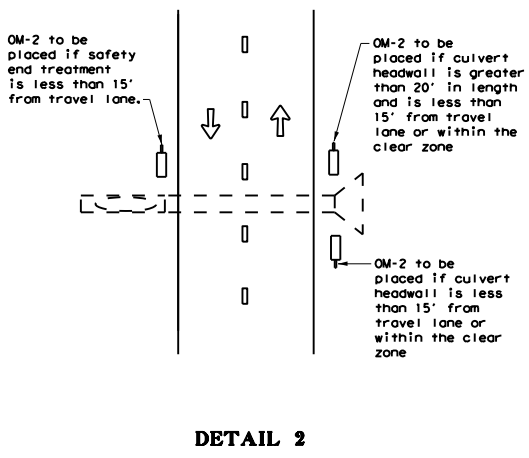 OM-2 to be
placed if safety
end treatment
is less than 15'
from travel lane.
OM-2 to be
placed if culvert
headwall is greater
than 20' in length
and is less than
15' from travel
lane or within the
clear zone
OM-2 to be
placed if culvert
headwall is less
than 15' from
travel lane or
within the clear
zone
DETAIL 2